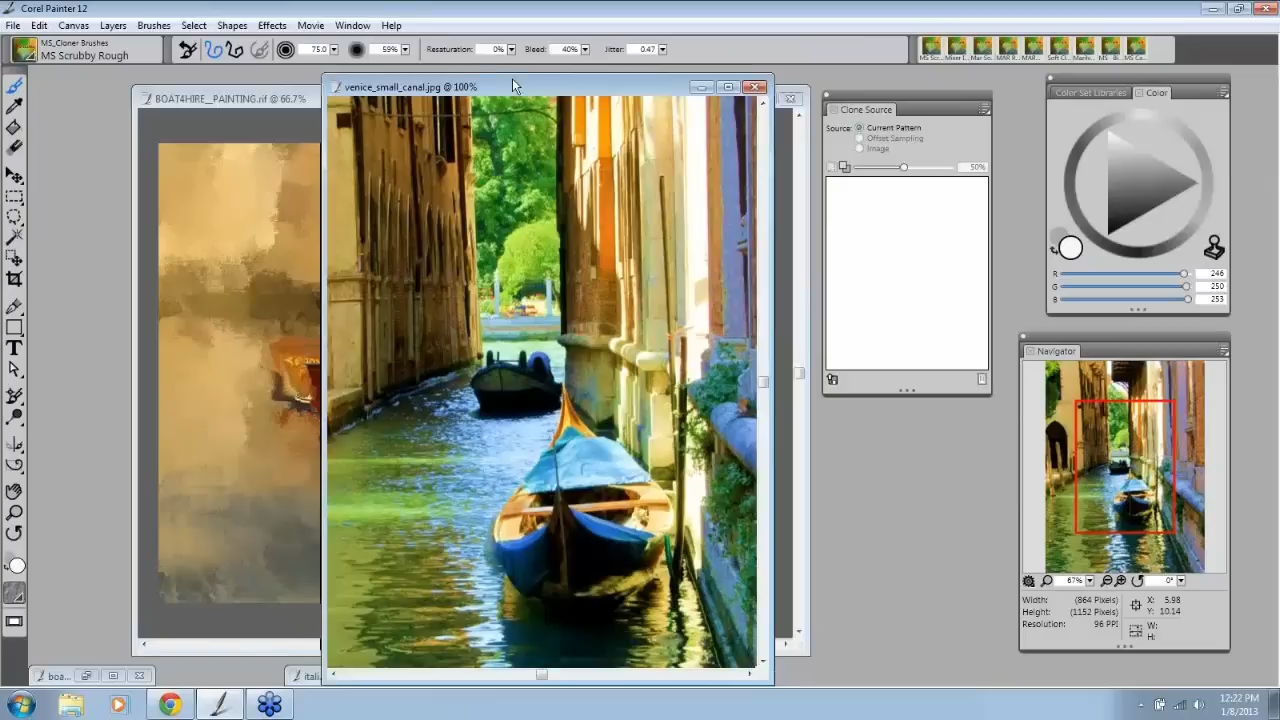 Corel Painter 12
File Edit Canvas Layers Brushes Select Shapes Effects Movie Window Help
MS_Cloner Brushes
MS Scrubby Rough
75.0 59% Resaturation: 0% Bleed: 40% Jitter: 0.47
BOAT4HIRE_PAINTING.rif @ 66.7%
venice_small_canal.jpg @ 100%
Clone Source
Source: Current Pattern
Offset Sampling
Image
50%
Color Set Libraries Color
R 246
G 250
B 253
Navigator
67% 0°
Width: (864 Pixels) X: 5.98
Height: (1152 Pixels) Y: 10.14
Resolution: 96 PPI W:
H:
boa...
12:22 PM
1/8/2013